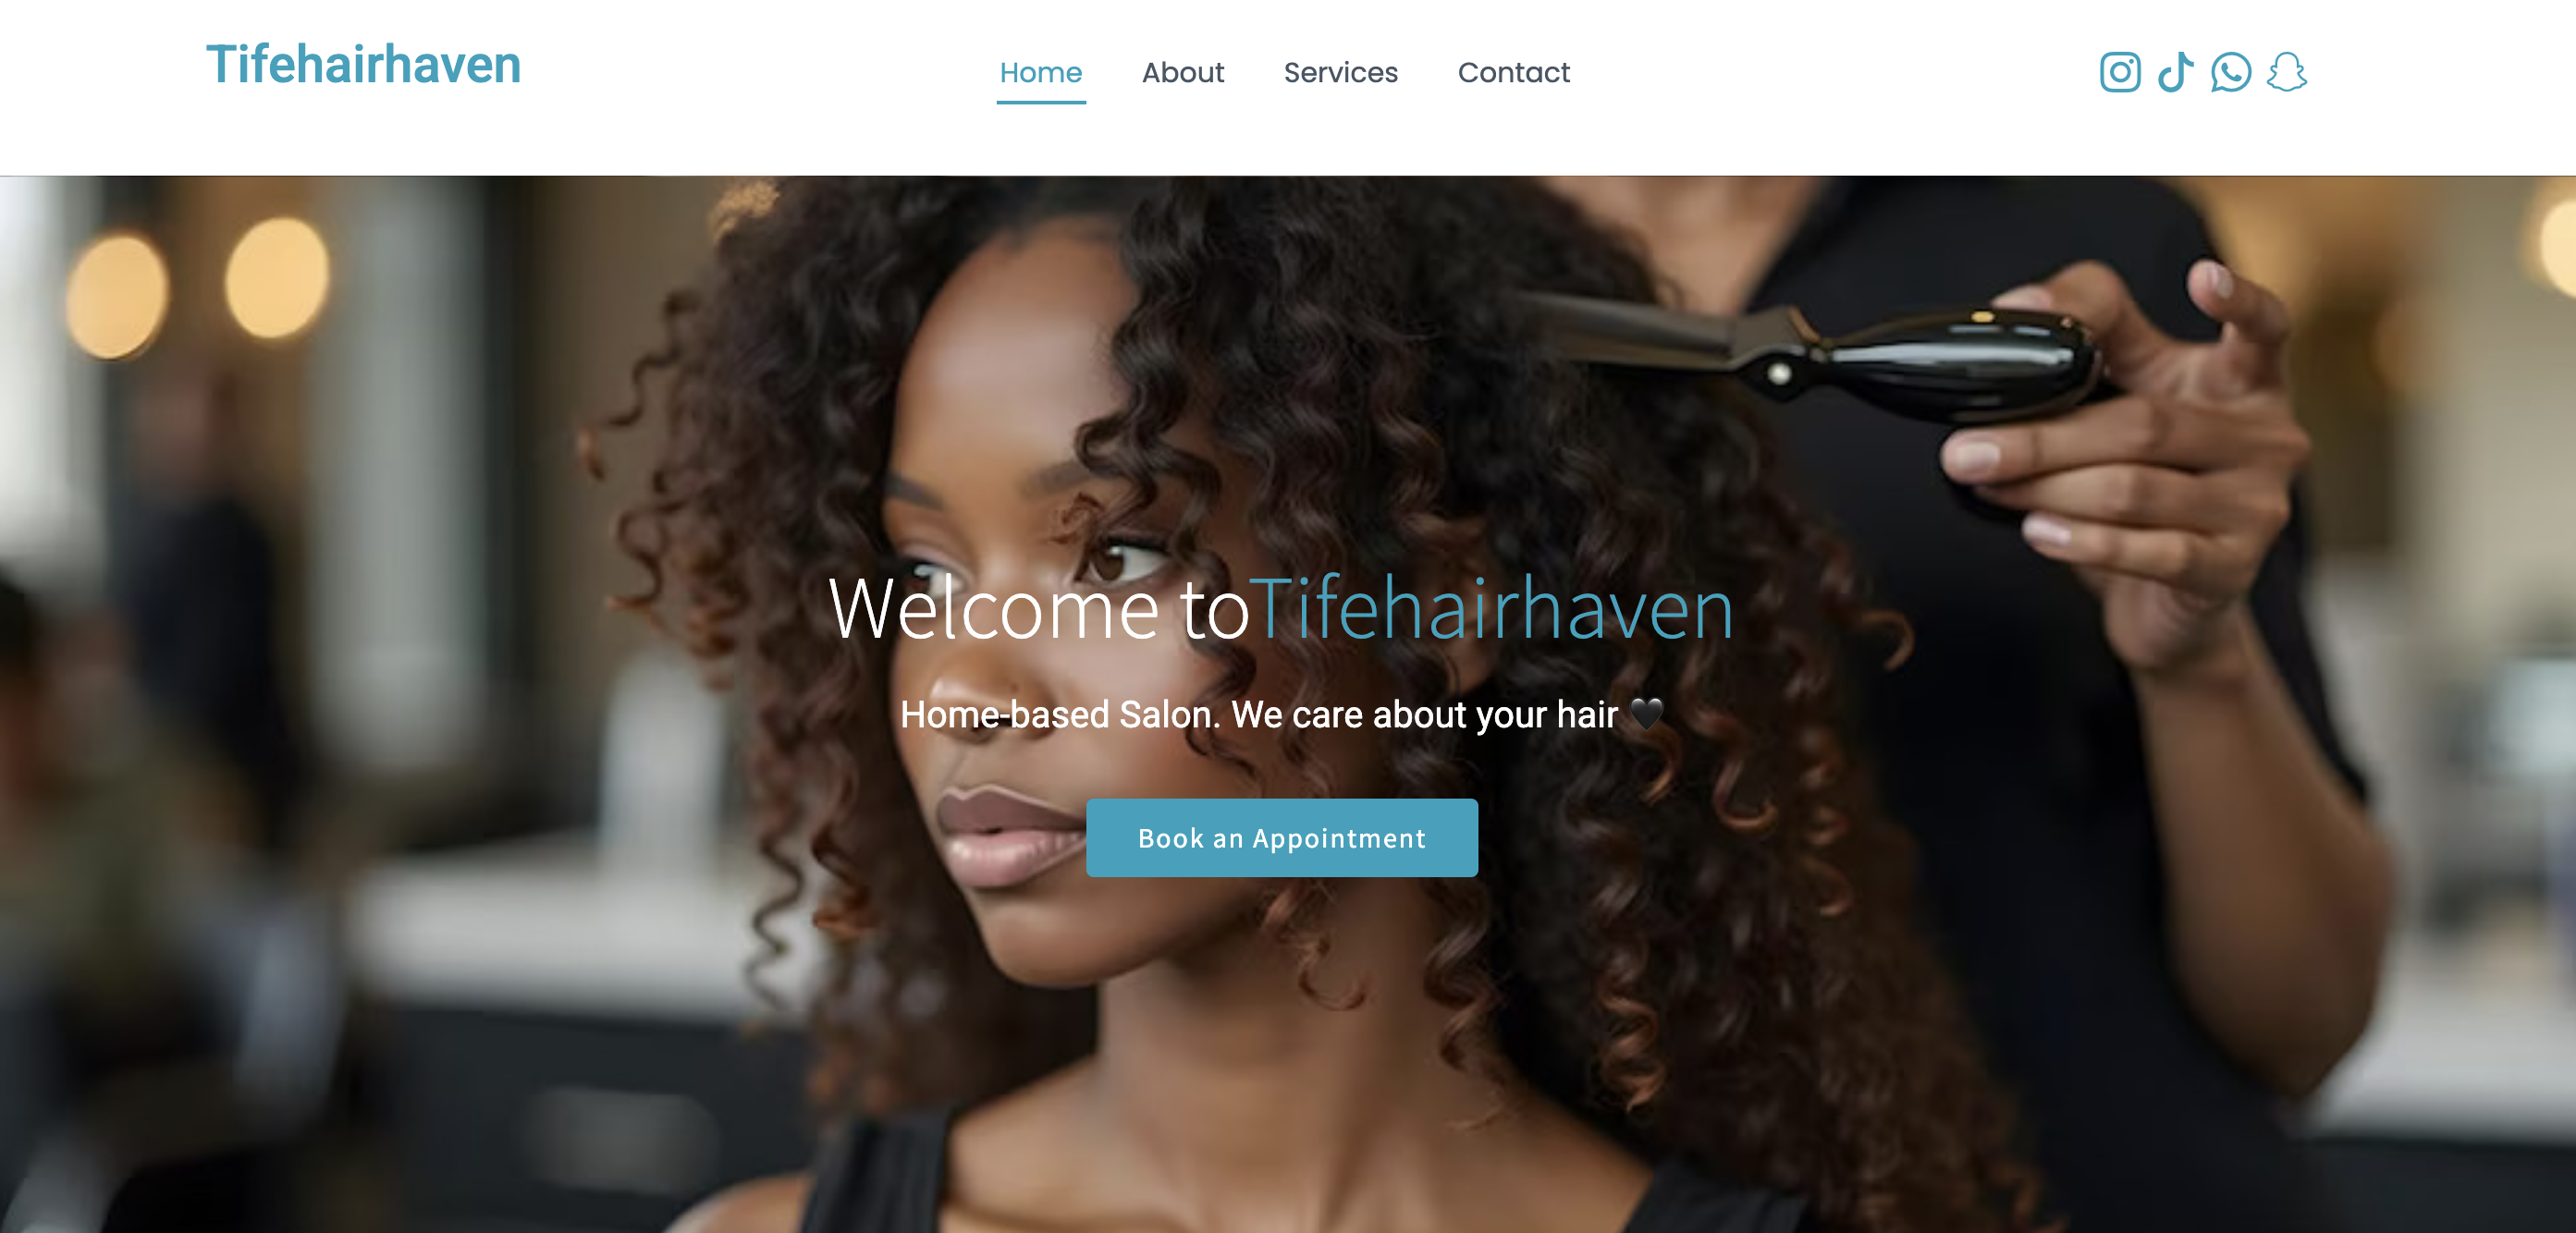 Tifehairhaven
Home About Services Contact
Welcome toTifehairhaven
Home-based Salon. We care about your hair 🖤
Book an Appointment